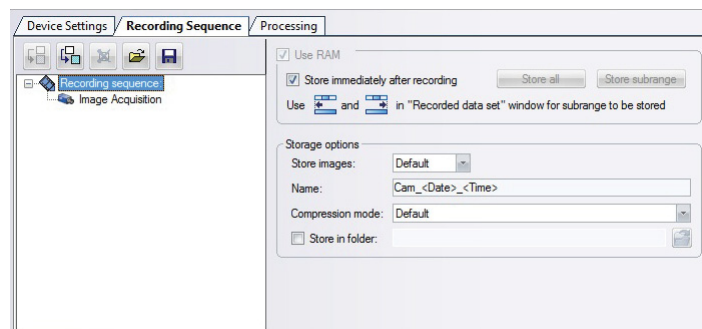 Device Settings Recording Sequence Processing
Use RAM
Store immediately after recording Store all Store subrange
Use and in "Recorded data set" window for subrange to be stored
Recording sequence:
Image Acquisition
Storage options
Store images: Default
Name: Cam_<Date>_<Time>
Compression mode: Default
Store in folder: